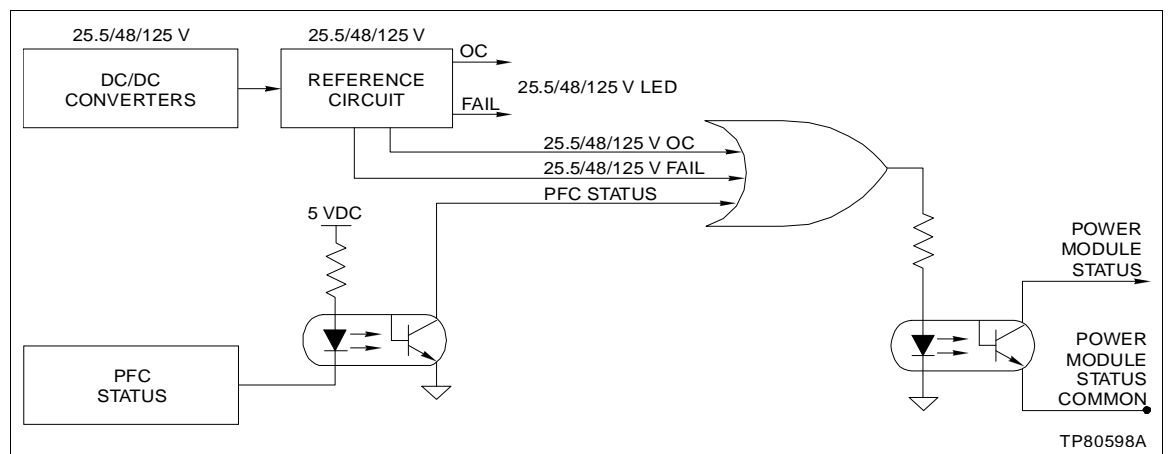 25.5/48/125 V
DC/DC
CONVERTERS
25.5/48/125 V
REFERENCE
CIRCUIT
OC
FAIL
25.5/48/125 V LED
25.5/48/125 V OC
25.5/48/125 V FAIL
PFC STATUS
5 VDC
PFC
STATUS
POWER
MODULE
STATUS
POWER
MODULE
STATUS
COMMON
TP80598A